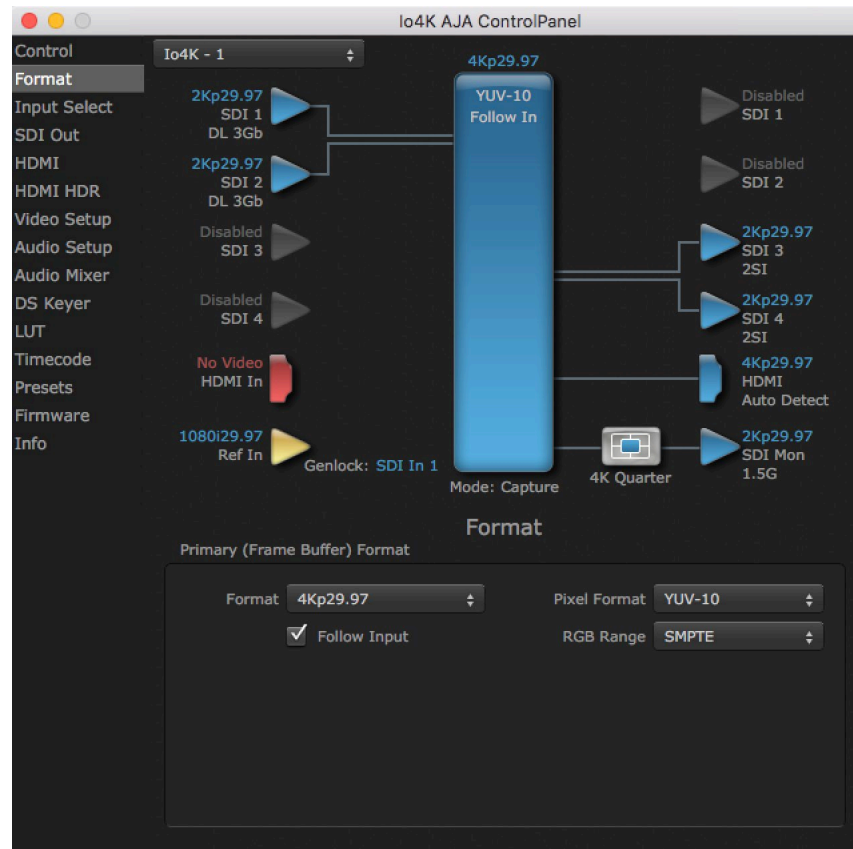 Io4K AJA ControlPanel
Control
Format
Input Select
SDI Out
HDMI
HDMI HDR
Video Setup
Audio Setup
Audio Mixer
DS Keyer
LUT
Timecode
Presets
Firmware
Info
Io4K - 1
2Kp29.97
SDI 1
DL 3Gb
2Kp29.97
SDI 2
DL 3Gb
Disabled
SDI 3
Disabled
SDI 4
No Video
HDMI In
1080i29.97
Ref In
Genlock: SDI In 1
4Kp29.97
YUV-10
Follow In
Mode: Capture
4K Quarter
Disabled
SDI 1
Disabled
SDI 2
2Kp29.97
SDI 3
2SI
2Kp29.97
SDI 4
2SI
4Kp29.97
HDMI
Auto Detect
2Kp29.97
SDI Mon
1.5G
Format
Primary (Frame Buffer) Format
Format 4Kp29.97
Follow Input
Pixel Format YUV-10
RGB Range SMPTE